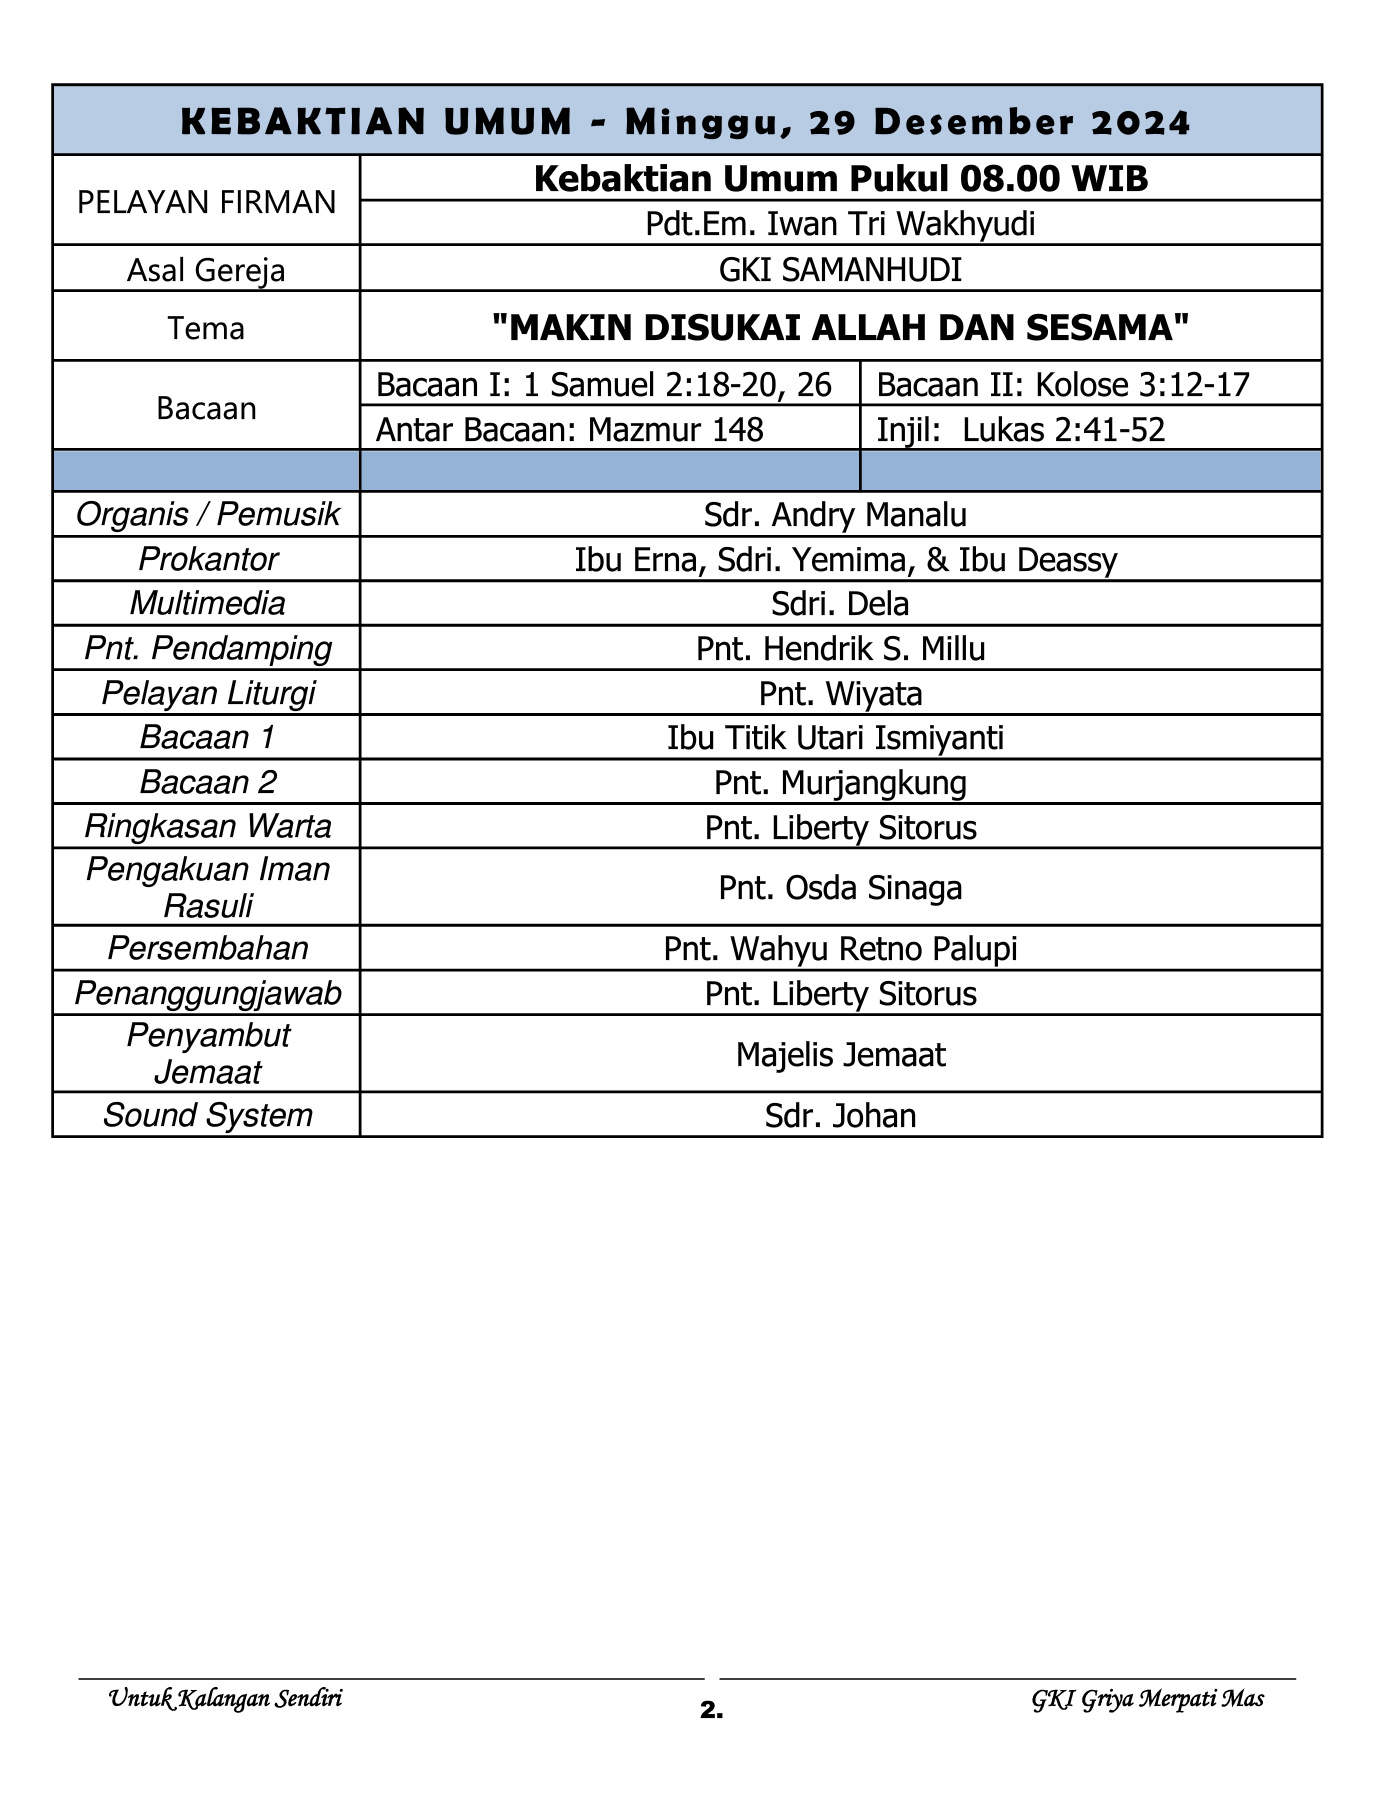 KEBAKTIAN UMUM - Minggu, 29 Desember 2024
PELAYAN FIRMAN
Kebaktian Umum Pukul 08.00 WIB
Pdt.Em. Iwan Tri Wakhyudi
Asal Gereja
GKI SAMANHUDI
Tema
"MAKIN DISUKAI ALLAH DAN SESAMA"
Bacaan
Bacaan I: 1 Samuel 2:18-20, 26
Bacaan II: Kolose 3:12-17
Antar Bacaan: Mazmur 148
Injil: Lukas 2:41-52
Organis / Pemusik
Sdr. Andry Manalu
Prokantor
Ibu Erna, Sdri. Yemima, & Ibu Deassy
Multimedia
Sdri. Dela
Pnt. Pendamping
Pnt. Hendrik S. Millu
Pelayan Liturgi
Pnt. Wiyata
Bacaan 1
Ibu Titik Utari Ismiyanti
Bacaan 2
Pnt. Murjangkung
Ringkasan Warta
Pnt. Liberty Sitorus
Pengakuan Iman
Rasuli
Pnt. Osda Sinaga
Persembahan
Pnt. Wahyu Retno Palupi
Penanggungjawab
Pnt. Liberty Sitorus
Penyambut
Jemaat
Majelis Jemaat
Sound System
Sdr. Johan
Untuk Kalangan Sendiri
2.
GKI Griya Merpati Mas